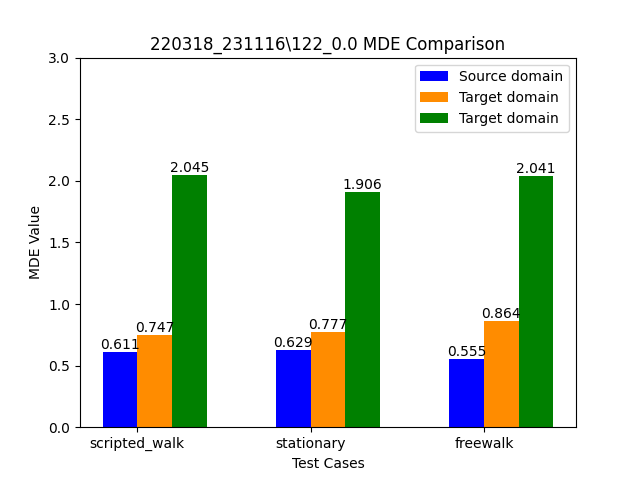 220318_231116\122_0.0 MDE Comparison
3.0
2.5
2.0
1.5
1.0
0.5
0.0
MDE Value
Source domain
Target domain
Target domain
0.611
0.747
2.045
0.629
0.777
1.906
0.555
0.864
2.041
scripted_walk
stationary
freewalk
Test Cases